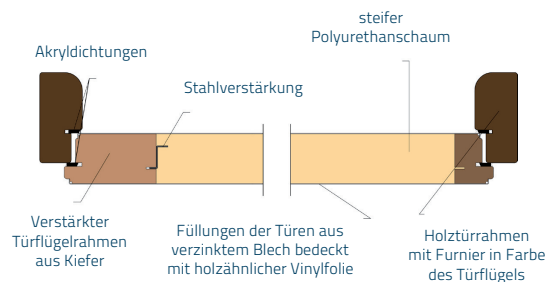 steifer
Polyurethanschaum
Akryldichtungen
Stahlverstärkung
Verstärkter
Türflügelrahmen
aus Kiefer
Füllungen der Türen aus
verzinktem Blech bedeckt
mit holzähnlicher Vinylfolie
Holztürrahmen
mit Furnier in Farbe
des Türflügels